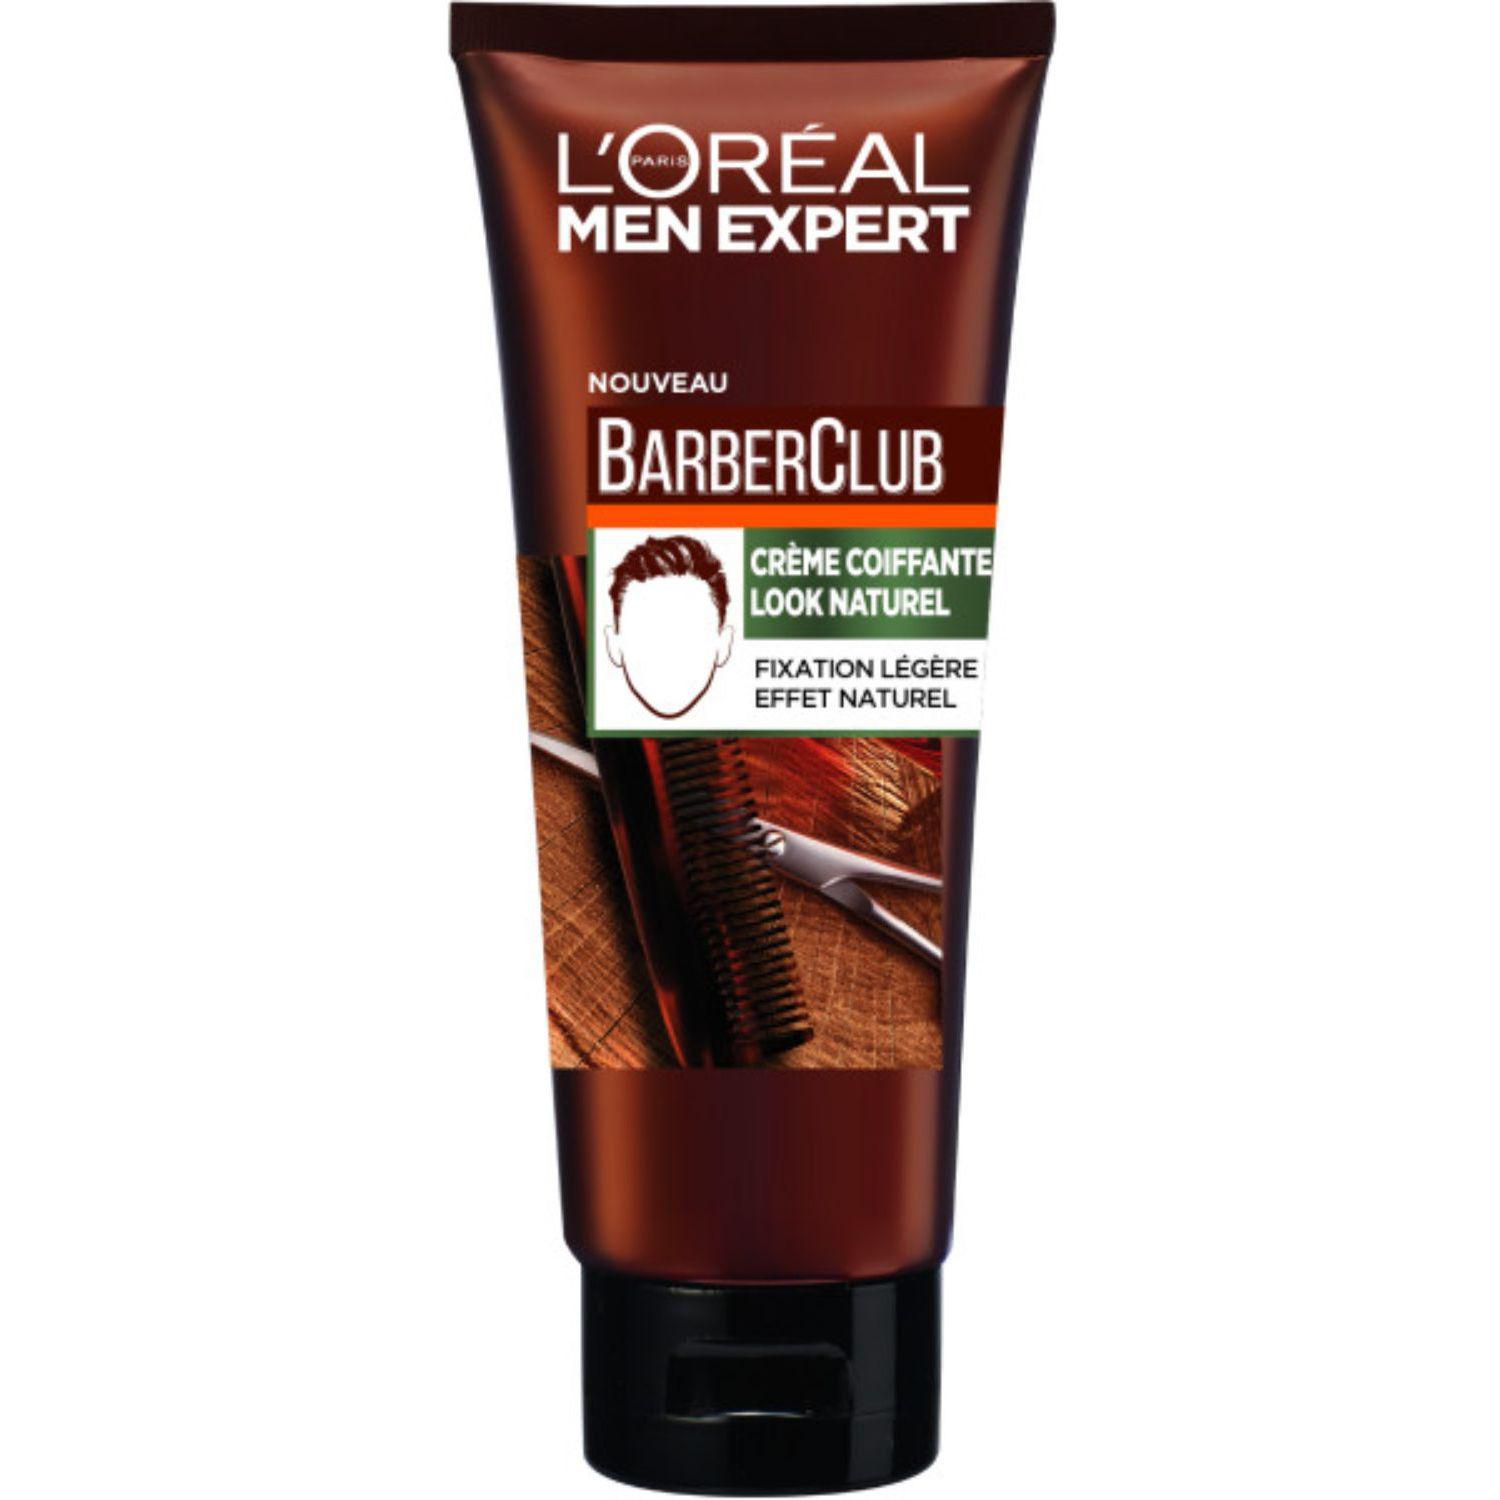 L'ORÉAL
PARIS
MEN EXPERT
NOUVEAU
BARBERCLUB
CRÈME COIFFANTE
LOOK NATUREL
FIXATION LÉGÈRE
EFFET NATUREL